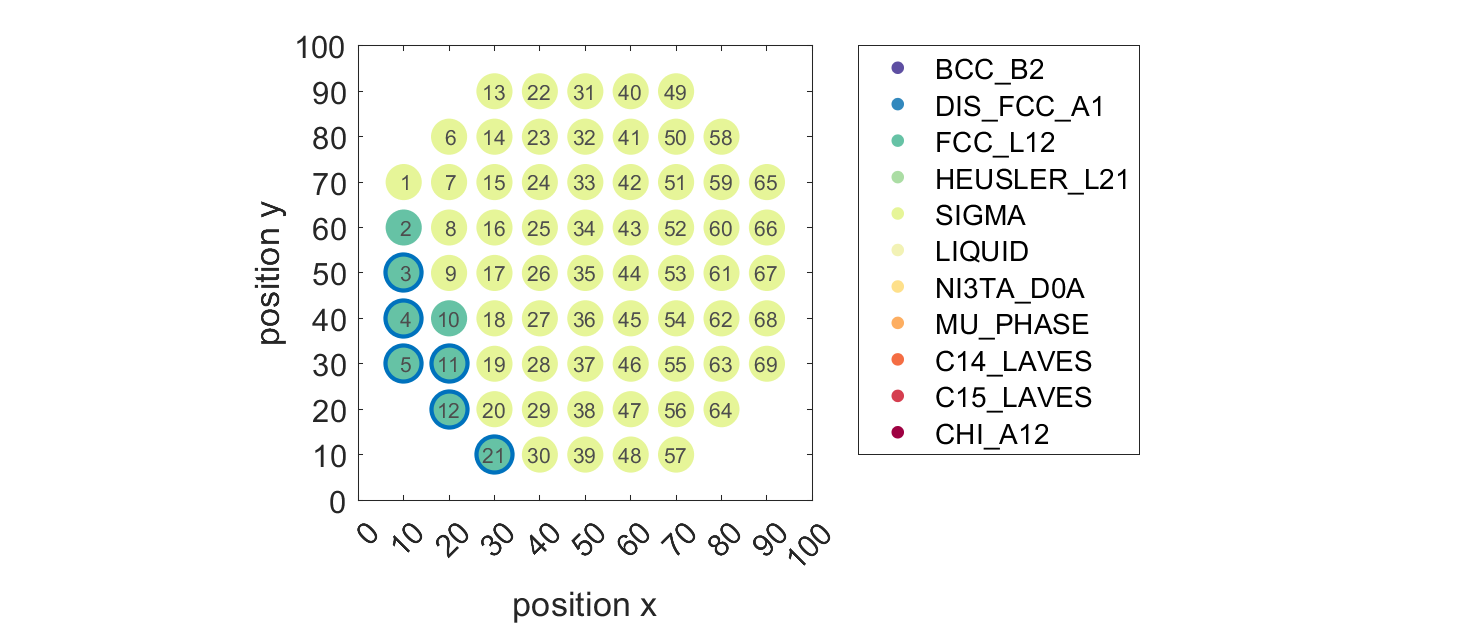 100
90
80
70
60
50
40
30
20
10
0
position y
13 22 31 40 49
6 14 23 32 41 50 58
1 7 15 24 33 42 51 59 65
2 8 16 25 34 43 52 60 66
3 9 17 26 35 44 53 61 67
4 10 18 27 36 45 54 62 68
5 11 19 28 37 46 55 63 69
12 20 29 38 47 56 64
21 30 39 48 57
0 10 20 30 40 50 60 70 80 90 100
position x
BCC_B2
DIS_FCC_A1
FCC_L12
HEUSLER_L21
SIGMA
LIQUID
NI3TA_D0A
MU_PHASE
C14_LAVES
C15_LAVES
CHI_A12